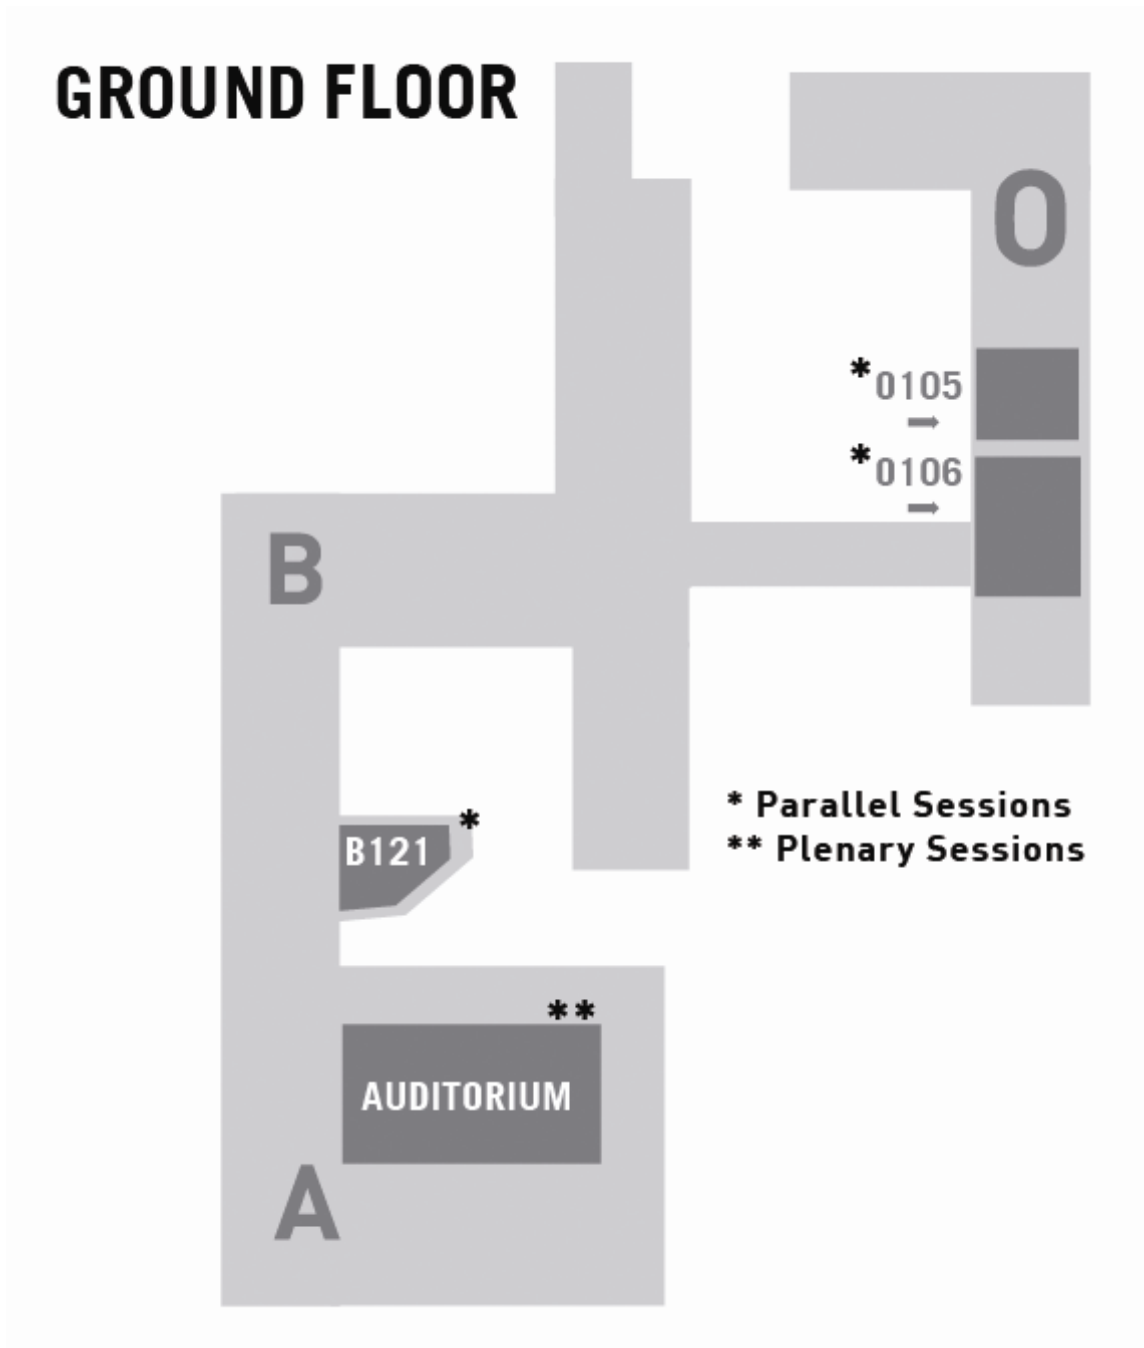 GROUND FLOOR
O
*0105
*0106
B
* Parallel Sessions
** Plenary Sessions
*
B121
**
AUDITORIUM
A